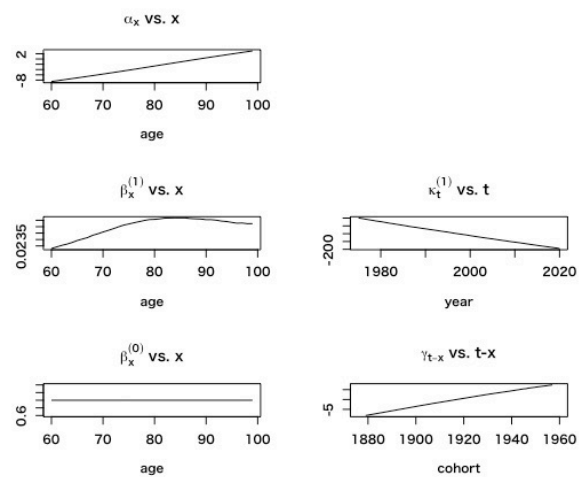 αx vs. x
2
-8
60 70 80 90 100
age
βx(1) vs. x
0.0235
60 70 80 90 100
age
κt(1) vs. t
-200
1980 2000 2020
year
βx(0) vs. x
0.6
60 70 80 90 100
age
γt-x vs. t-x
-5
1880 1900 1920 1940 1960
cohort